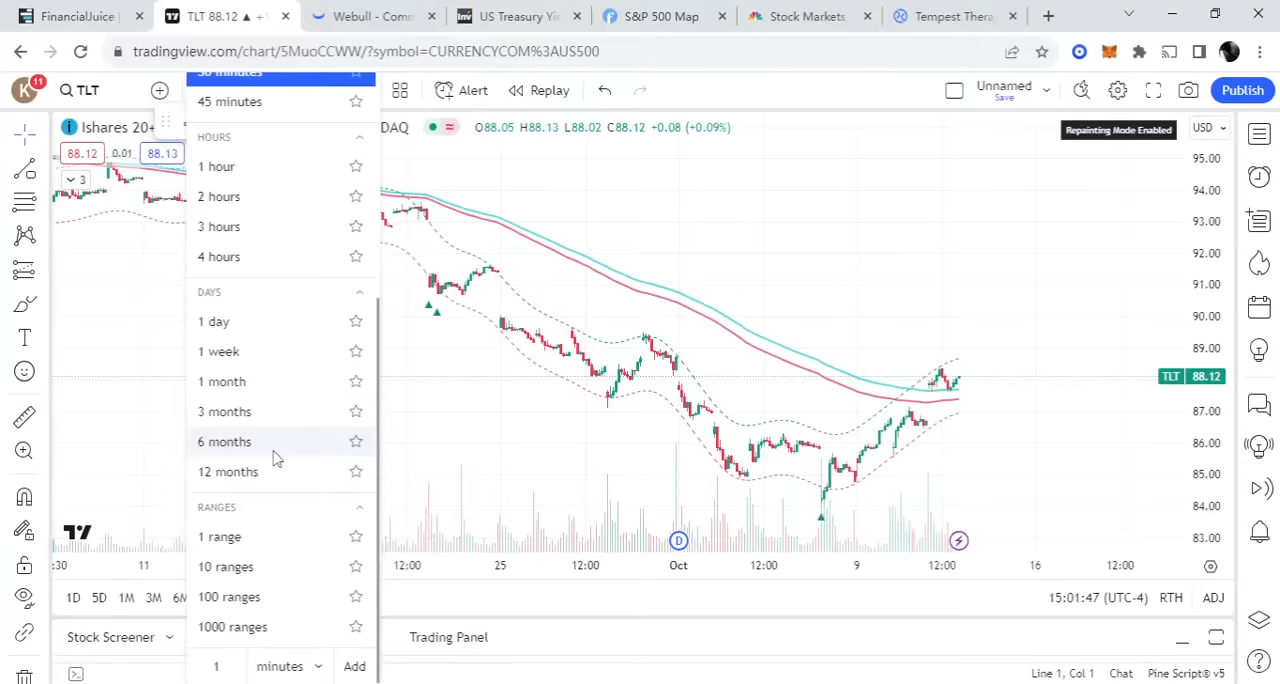 FinancialJuice
TLT 88.12 ▲ +1
Webull - Comm
US Treasury Yie
S&P 500 Map
Stock Markets,
Tempest Thera
tradingview.com/chart/5MuoCCWW/?symbol=CURRENCYCOM%3AUS500
K 11
TLT
30 minutes
Alert
Replay
Unnamed
Save
Publish
Ishares 20+
DAQ
O88.05 H88.13 L88.02 C88.12 +0.08 (+0.09%)
Repainting Mode Enabled
USD
88.12 0.01 88.13
3
45 minutes
HOURS
1 hour
2 hours
3 hours
4 hours
DAYS
1 day
1 week
1 month
3 months
6 months
12 months
RANGES
1 range
10 ranges
100 ranges
1000 ranges
1 minutes Add
95.00
94.00
93.00
92.00
91.00
90.00
89.00
TLT 88.12
87.00
86.00
85.00
84.00
83.00
D
:30 11 12:00 25 12:00 Oct 12:00 9 12:00 16 12:00
1D 5D 1M 3M 6M
15:01:47 (UTC-4) RTH ADJ
Stock Screener
Trading Panel
Line 1, Col 1 Chat Pine Script® v5